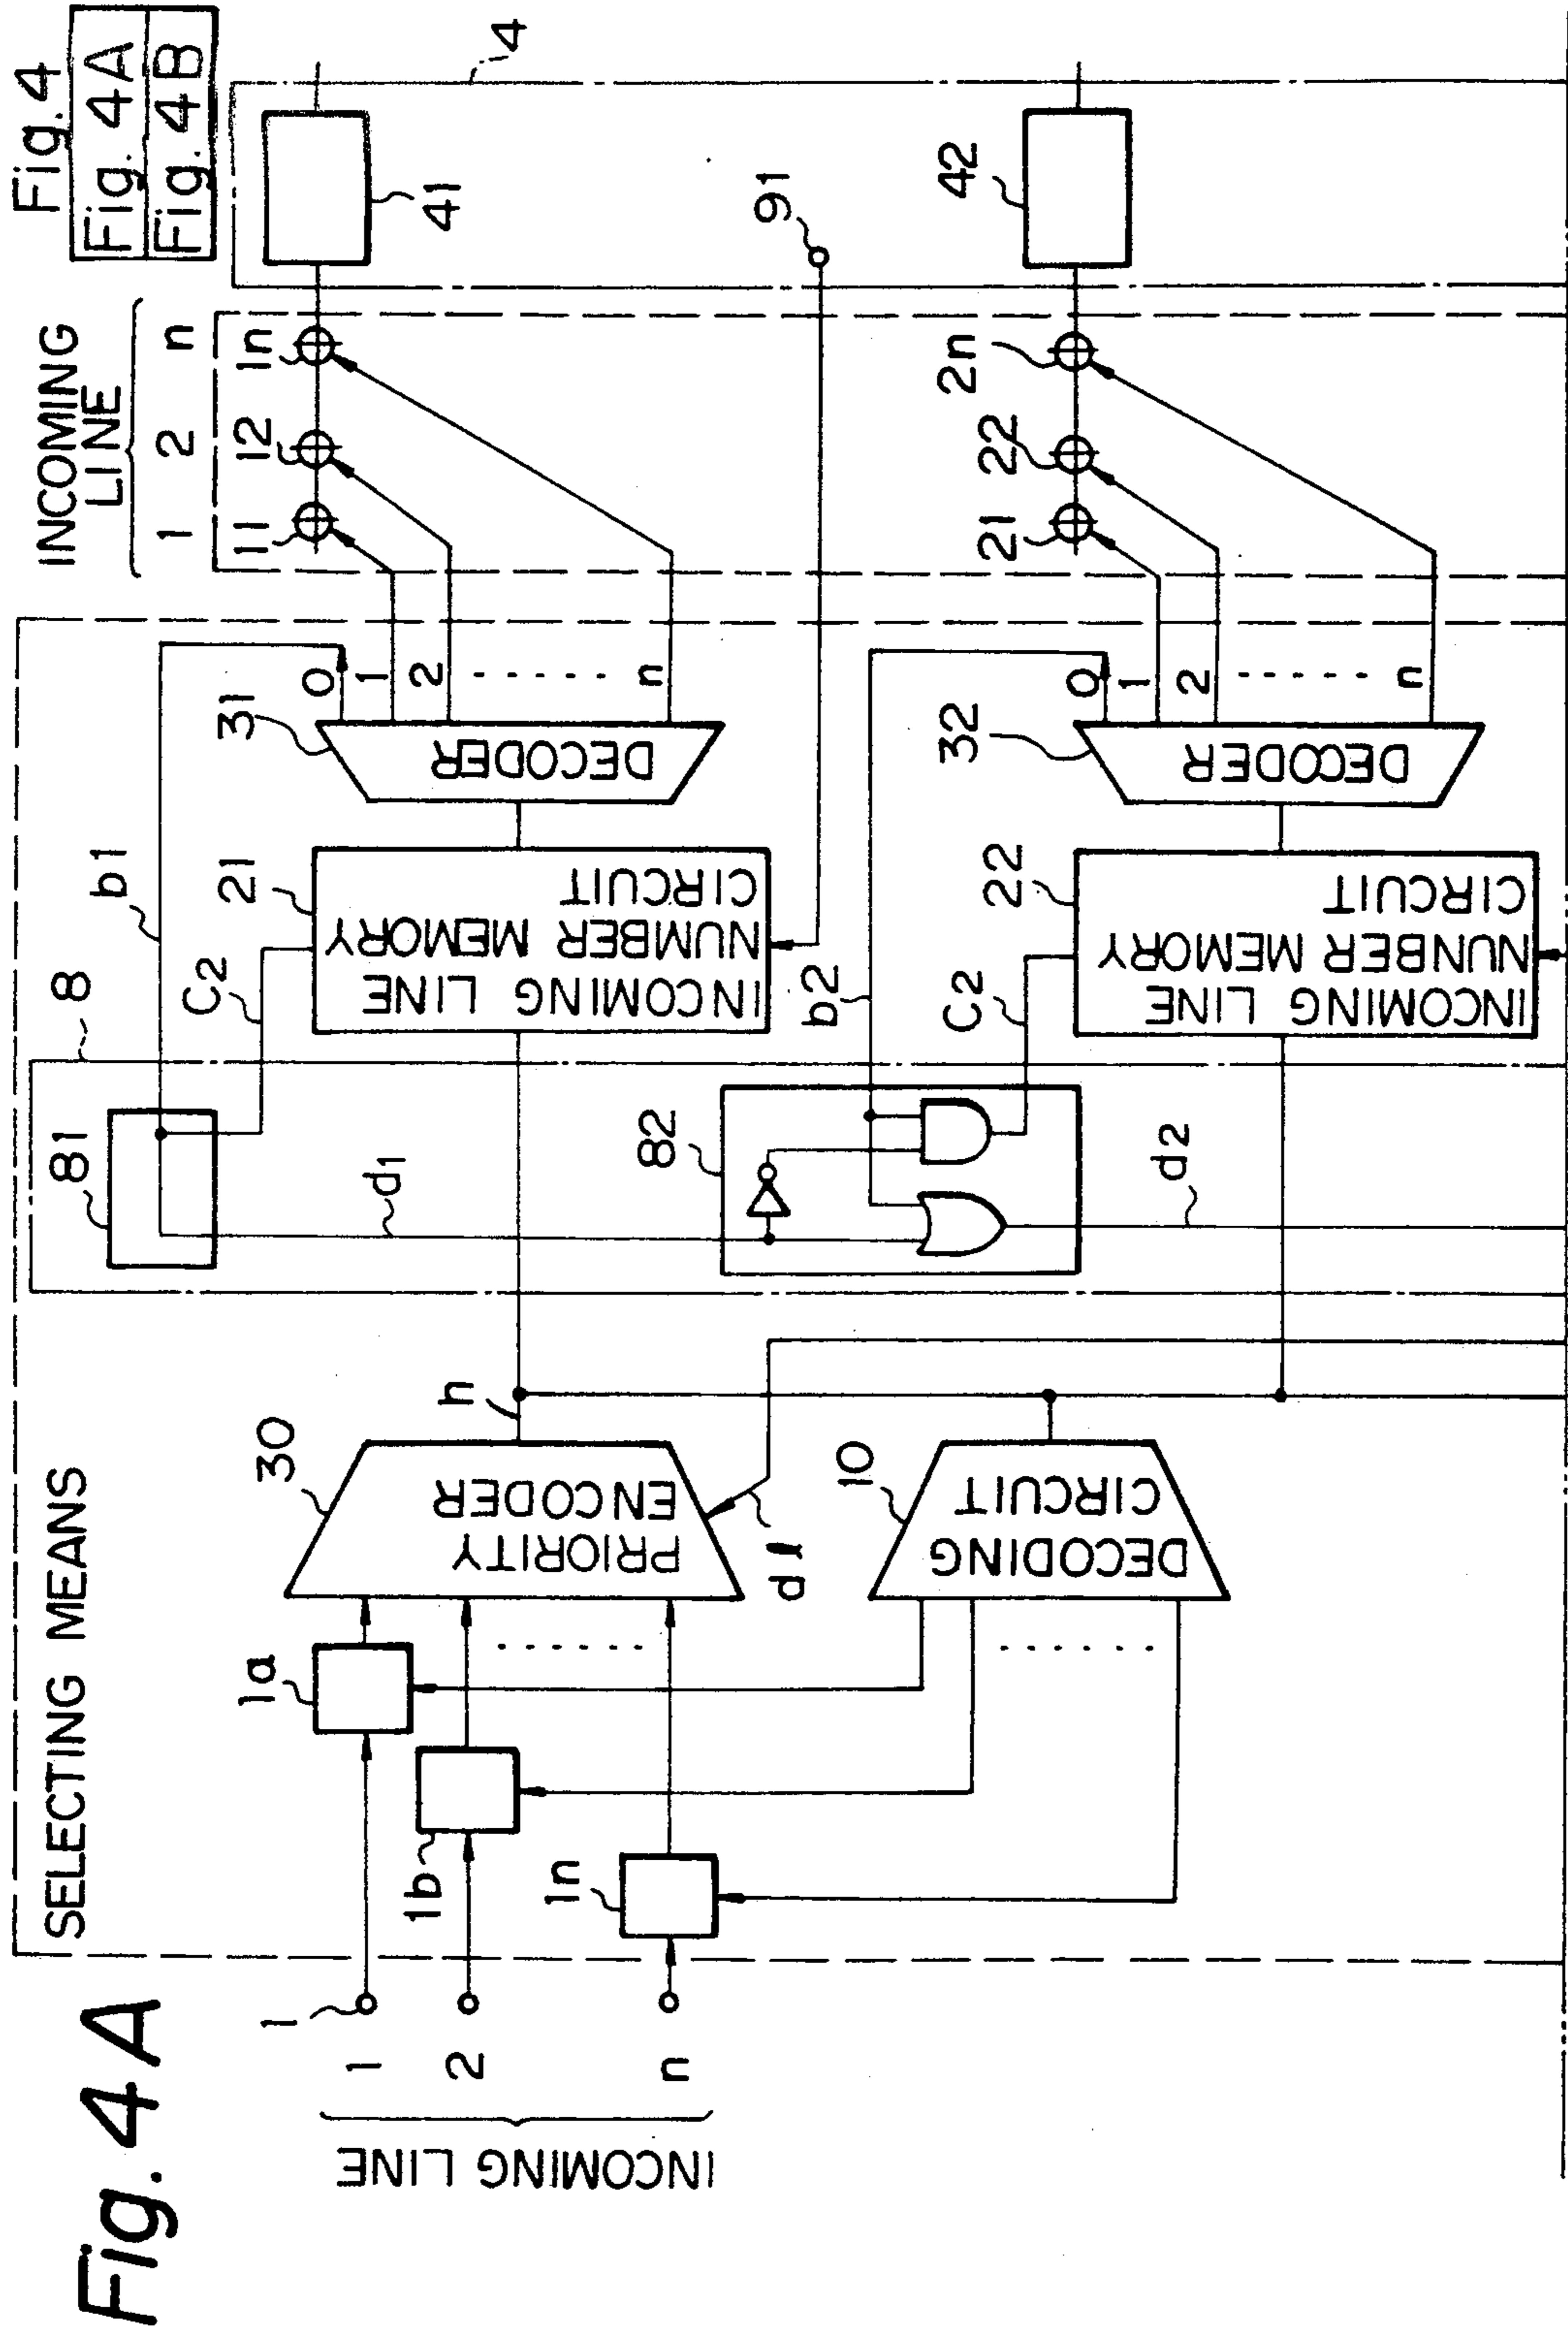 Fig. 4A
Fig. 4
Fig. 4A
Fig. 4B
SELECTING MEANS
INCOMING
LINE
1 2 n
8
4
81
b1
C2
d1
11
12
1n
41
INCOMING LINE
1
2
n
1
1a
1b
1n
30
PRIORITY
ENCODER
h
dl
21
INCOMING LINE
NUMBER MEMORY
CIRCUIT
31
DECODER
0
1
2
n
91
10
DECODING
CIRCUIT
82
b2
C2
d2
22
INCOMING LINE
NUNBER MEMORY
CIRCUIT
32
DECODER
0
1
2
n
21
22
2n
42